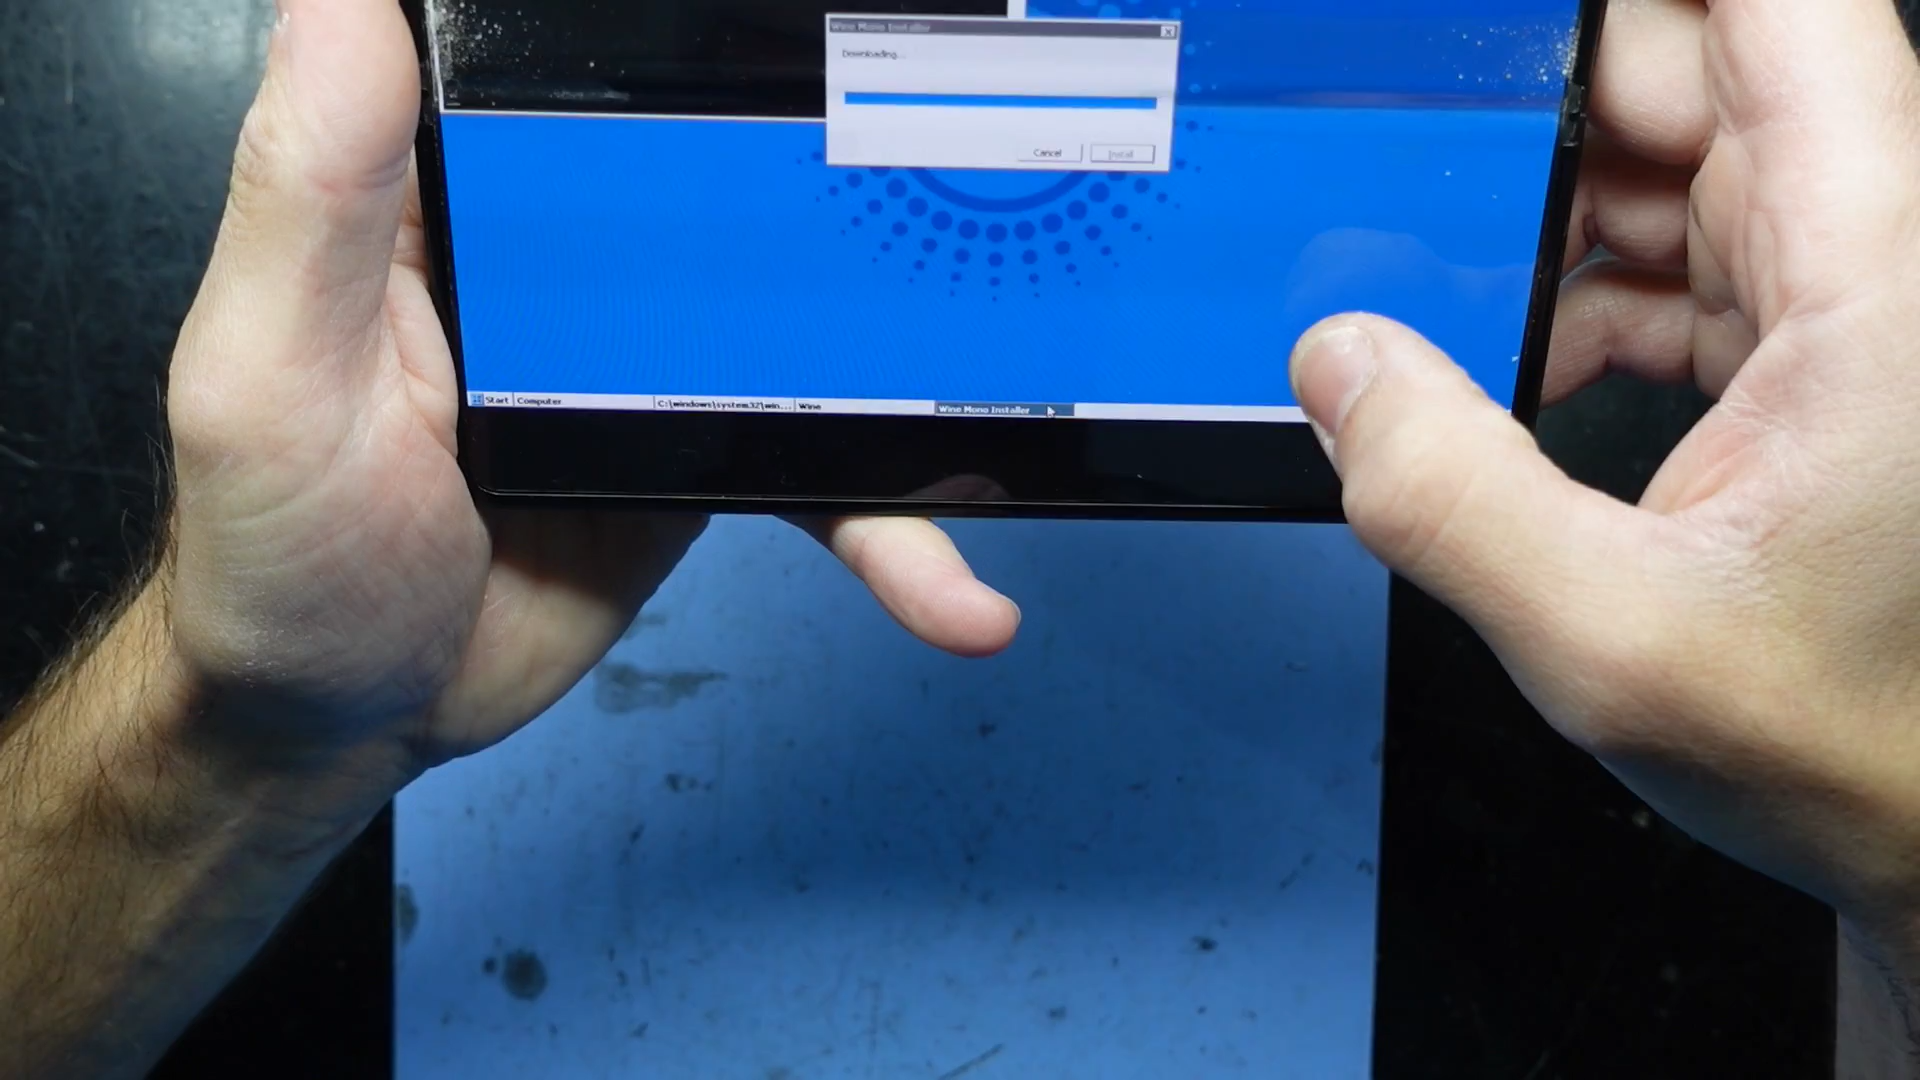 Wine Mono Installer
Downloading...
Cancel
Install
Start
Computer
C:\windows\system32\win...
Wine
Wine Mono Installer